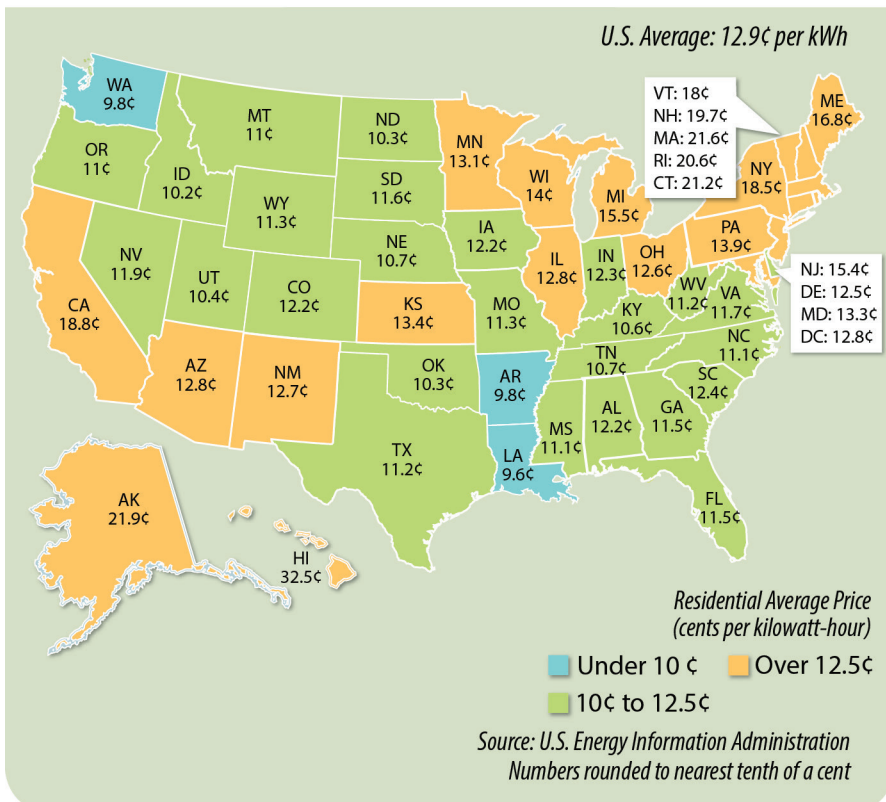 U.S. Average: 12.9¢ per kWh
WA
9.8¢
MT
11¢
ND
10.3¢
MN
13.1¢
VT: 18¢
NH: 19.7¢
MA: 21.6¢
RI: 20.6¢
CT: 21.2¢
ME
16.8¢
OR
11¢
ID
10.2¢
WY
11.3¢
SD
11.6¢
WI
14¢
MI
15.5¢
NY
18.5¢
NV
11.9¢
UT
10.4¢
CO
12.2¢
NE
10.7¢
IA
12.2¢
IL
12.8¢
IN
12.3¢
OH
12.6¢
PA
13.9¢
NJ: 15.4¢
DE: 12.5¢
MD: 13.3¢
DC: 12.8¢
CA
18.8¢
KS
13.4¢
MO
11.3¢
KY
10.6¢
WV
11.2¢
VA
11.7¢
AZ
12.8¢
NM
12.7¢
OK
10.3¢
AR
9.8¢
TN
10.7¢
NC
11.1¢
SC
12.4¢
TX
11.2¢
LA
9.6¢
MS
11.1¢
AL
12.2¢
GA
11.5¢
FL
11.5¢
AK
21.9¢
HI
32.5¢
Residential Average Price
(cents per kilowatt-hour)
Under 10 ¢
Over 12.5¢
10¢ to 12.5¢
Source: U.S. Energy Information Administration
Numbers rounded to nearest tenth of a cent